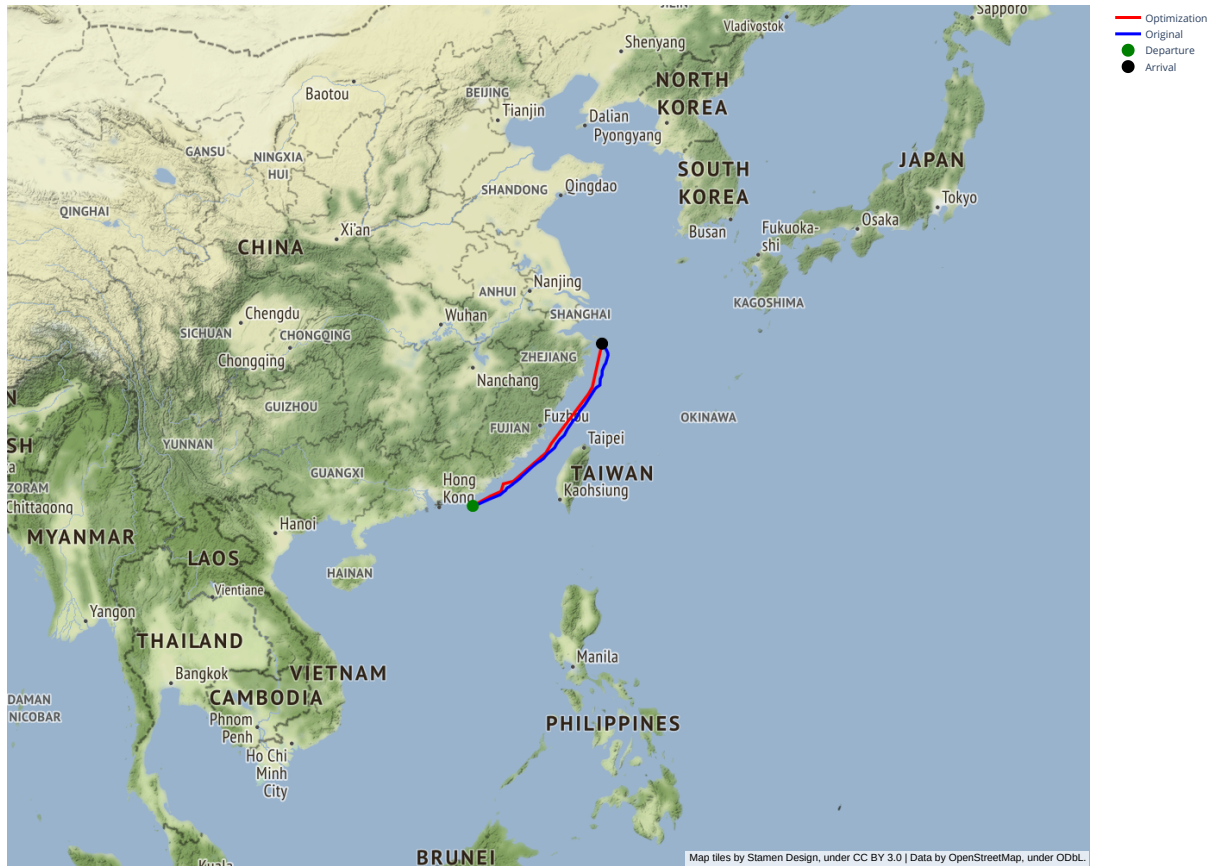 JILIN
Sapporo
Vladivostok
Shenyang
NORTH
KOREA
Baotou
BEIJING
Tianjin
Dalian
Pyongyang
GANSU
NINGXIA
HUI
SOUTH
KOREA
JAPAN
SHANDONG
Qingdao
Tokyo
QINGHAI
Xi'an
Busan
Fukuoka-
shi
Osaka
CHINA
Nanjing
ANHUI
KAGOSHIMA
Chengdu
Wuhan
SHANGHAI
SICHUAN
CHONGQING
Chongqing
ZHEJIANG
Nanchang
N
GUIZHOU
Fuzhou
OKINAWA
FUJIAN
YUNNAN
Taipei
SH
a
GUANGXI
TAIWAN
ZORAM
Hong
Kong
Kaohsiung
Chittagong
Hanoi
MYANMAR
LAOS
HAINAN
Vientiane
Yangon
THAILAND
Manila
Bangkok
VIETNAM
CAMBODIA
DAMAN
NICOBAR
Phnom
Penh
PHILIPPINES
Ho Chi
Minh
City
Kuala
BRUNEI
Map tiles by Stamen Design, under CC BY 3.0 | Data by OpenStreetMap, under ODbL.
Optimization
Original
Departure
Arrival